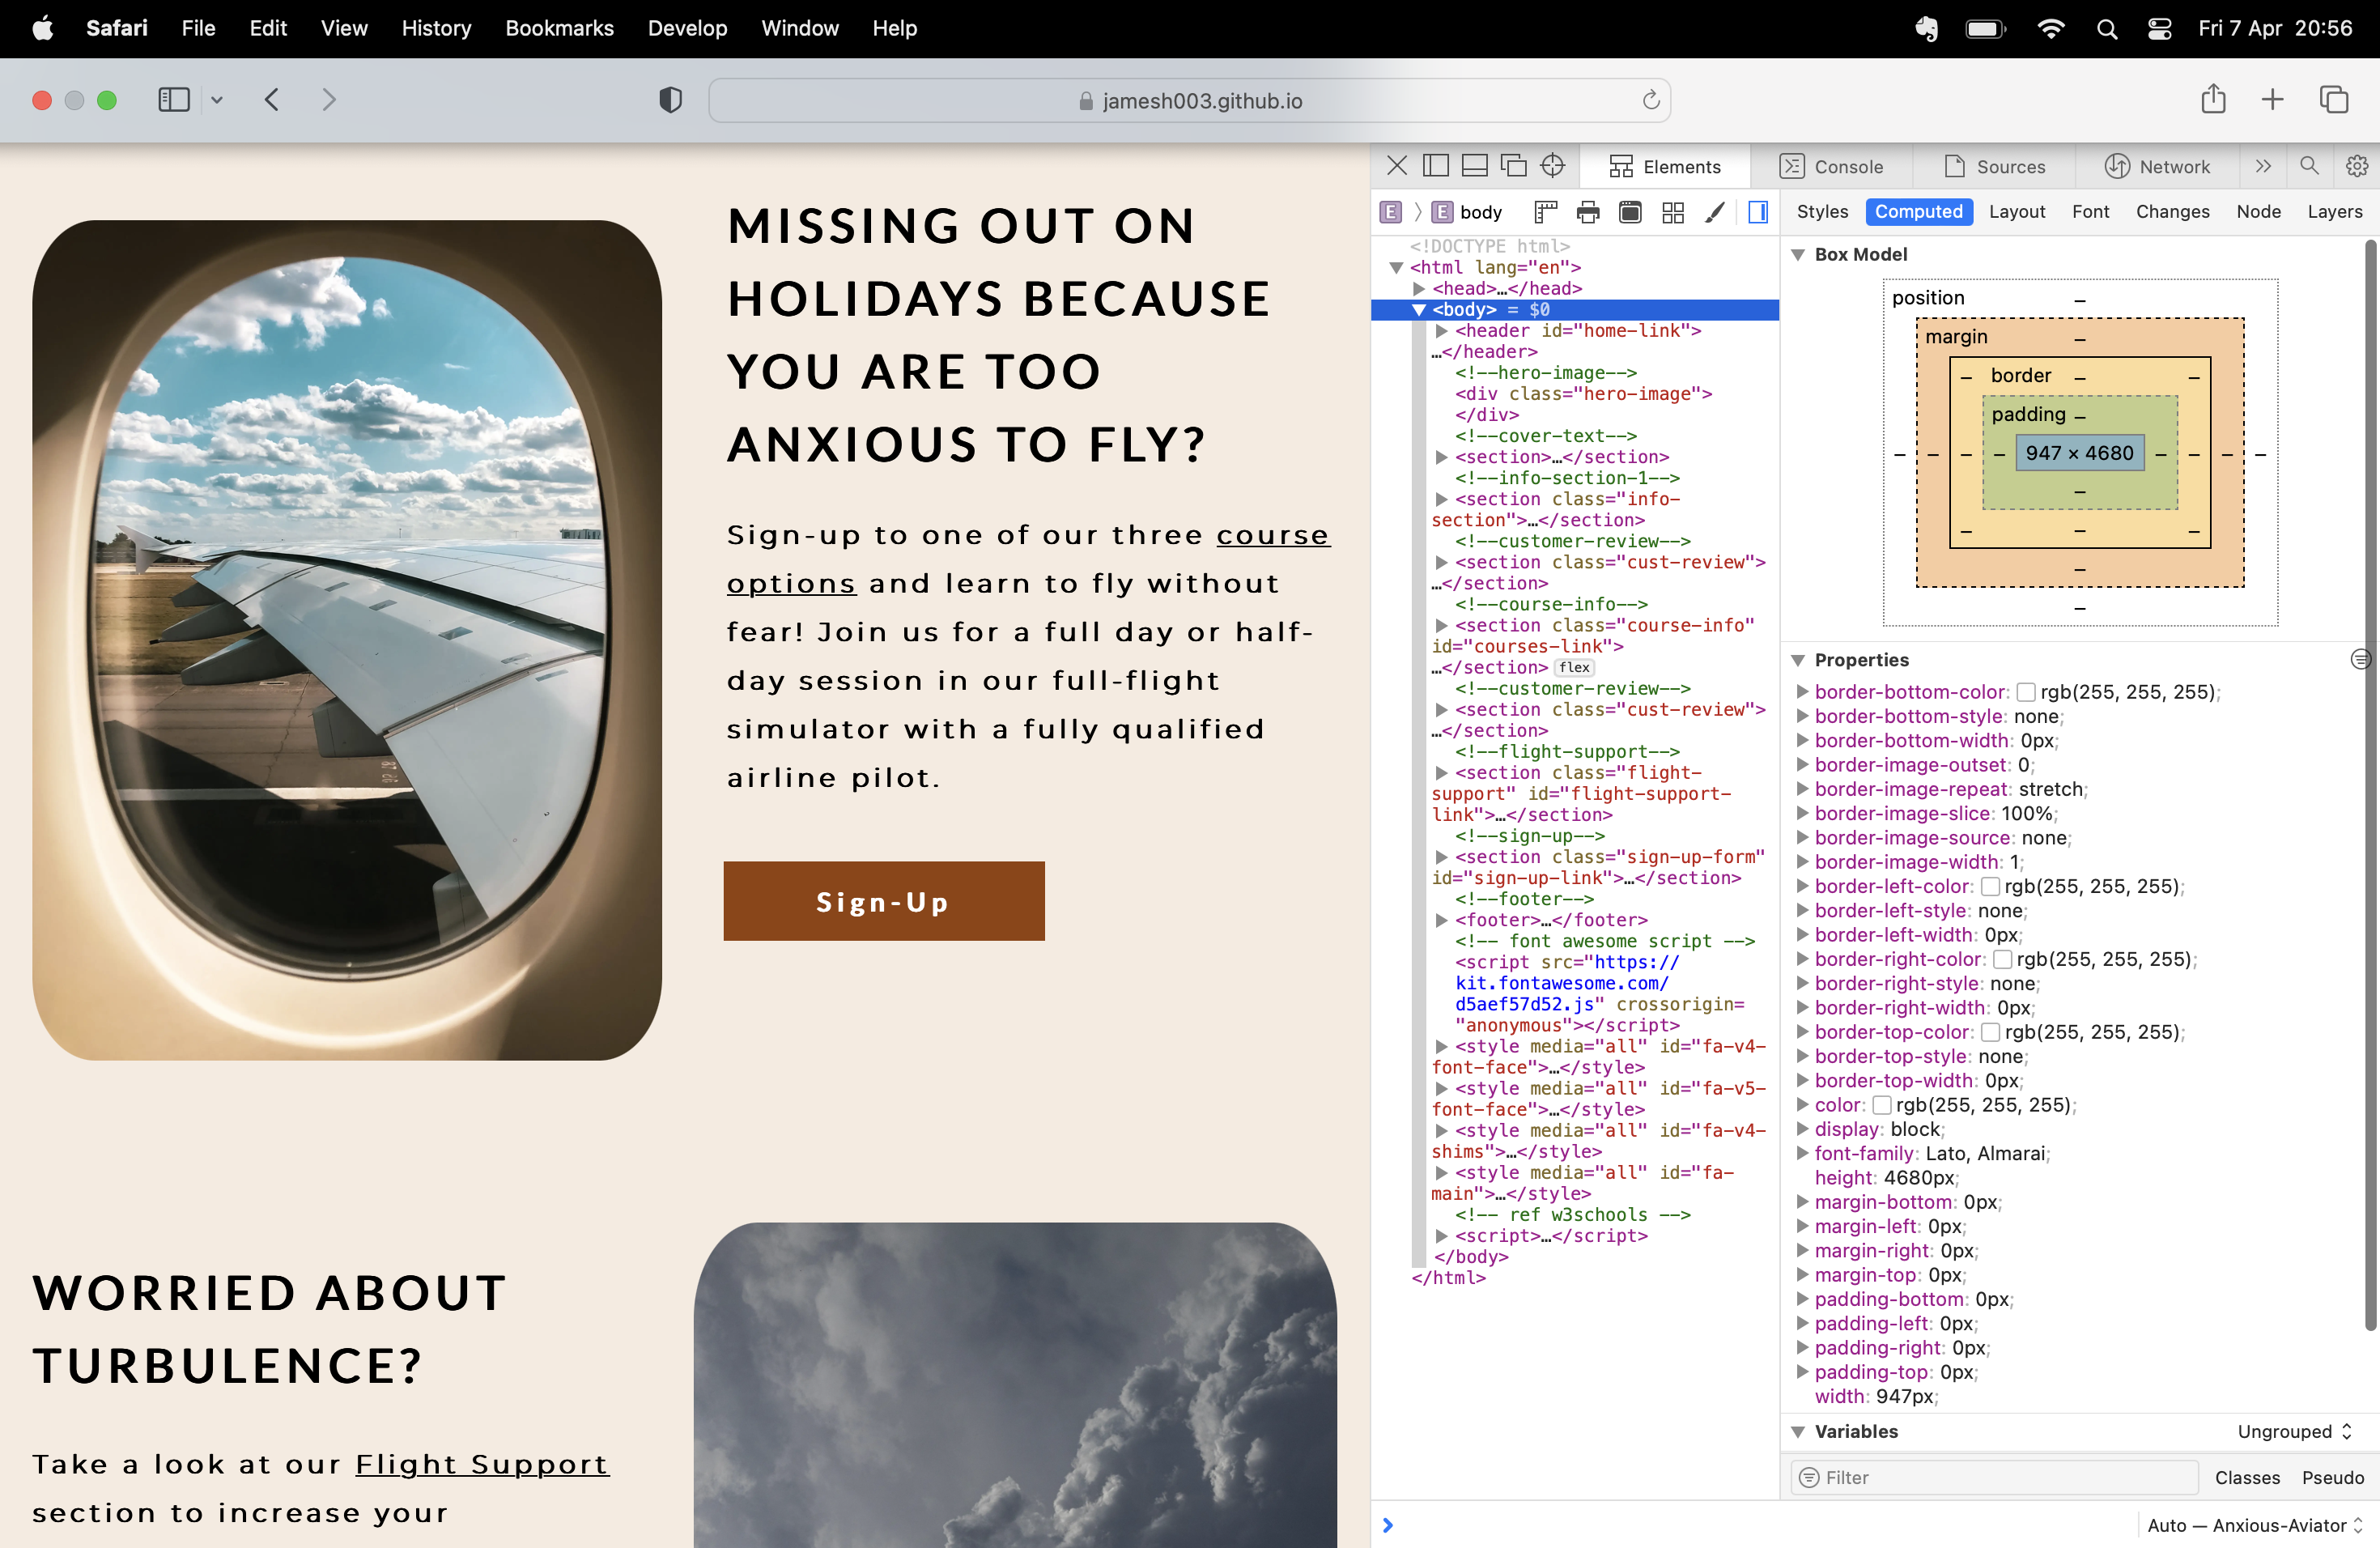 Safari File Edit View History Bookmarks Develop Window Help Fri 7 Apr 20:56
jamesh003.github.io
MISSING OUT ON
HOLIDAYS BECAUSE
YOU ARE TOO
ANXIOUS TO FLY?
Sign-up to one of our three course
options and learn to fly without
fear! Join us for a full day or half-
day session in our full-flight
simulator with a fully qualified
airline pilot.
Sign-Up
WORRIED ABOUT
TURBULENCE?
Take a look at our Flight Support
section to increase your
Elements Console Sources Network
E E body
<!DOCTYPE html>
<html lang="en">
<head>…</head>
<body> = $0
<header id="home-link">
…</header>
<!--hero-image-->
<div class="hero-image">
</div>
<!--cover-text-->
<section>…</section>
<!--info-section-1-->
<section class="info-
section">…</section>
<!--customer-review-->
<section class="cust-review">
…</section>
<!--course-info-->
<section class="course-info"
id="courses-link">
…</section> flex
<!--customer-review-->
<section class="cust-review">
…</section>
<!--flight-support-->
<section class="flight-
support" id="flight-support-
link">…</section>
<!--sign-up-->
<section class="sign-up-form"
id="sign-up-link">…</section>
<!--footer-->
<footer>…</footer>
<!-- font awesome script -->
<script src="https://
kit.fontawesome.com/
d5aef57d52.js" crossorigin=
"anonymous"></script>
<style media="all" id="fa-v4-
font-face">…</style>
<style media="all" id="fa-v5-
font-face">…</style>
<style media="all" id="fa-v4-
shims">…</style>
<style media="all" id="fa-
main">…</style>
<!-- ref w3schools -->
<script>…</script>
</body>
</html>
Styles Computed Layout Font Changes Node Layers
Box Model
position –
margin –
– border – –
padding –
– – – – 947 × 4680 – – – –
–
– – –
–
–
Properties
border-bottom-color: rgb(255, 255, 255);
border-bottom-style: none;
border-bottom-width: 0px;
border-image-outset: 0;
border-image-repeat: stretch;
border-image-slice: 100%;
border-image-source: none;
border-image-width: 1;
border-left-color: rgb(255, 255, 255);
border-left-style: none;
border-left-width: 0px;
border-right-color: rgb(255, 255, 255);
border-right-style: none;
border-right-width: 0px;
border-top-color: rgb(255, 255, 255);
border-top-style: none;
border-top-width: 0px;
color: rgb(255, 255, 255);
display: block;
font-family: Lato, Almarai;
height: 4680px;
margin-bottom: 0px;
margin-left: 0px;
margin-right: 0px;
margin-top: 0px;
padding-bottom: 0px;
padding-left: 0px;
padding-right: 0px;
padding-top: 0px;
width: 947px;
Variables Ungrouped
Filter Classes Pseudo
Auto — Anxious-Aviator